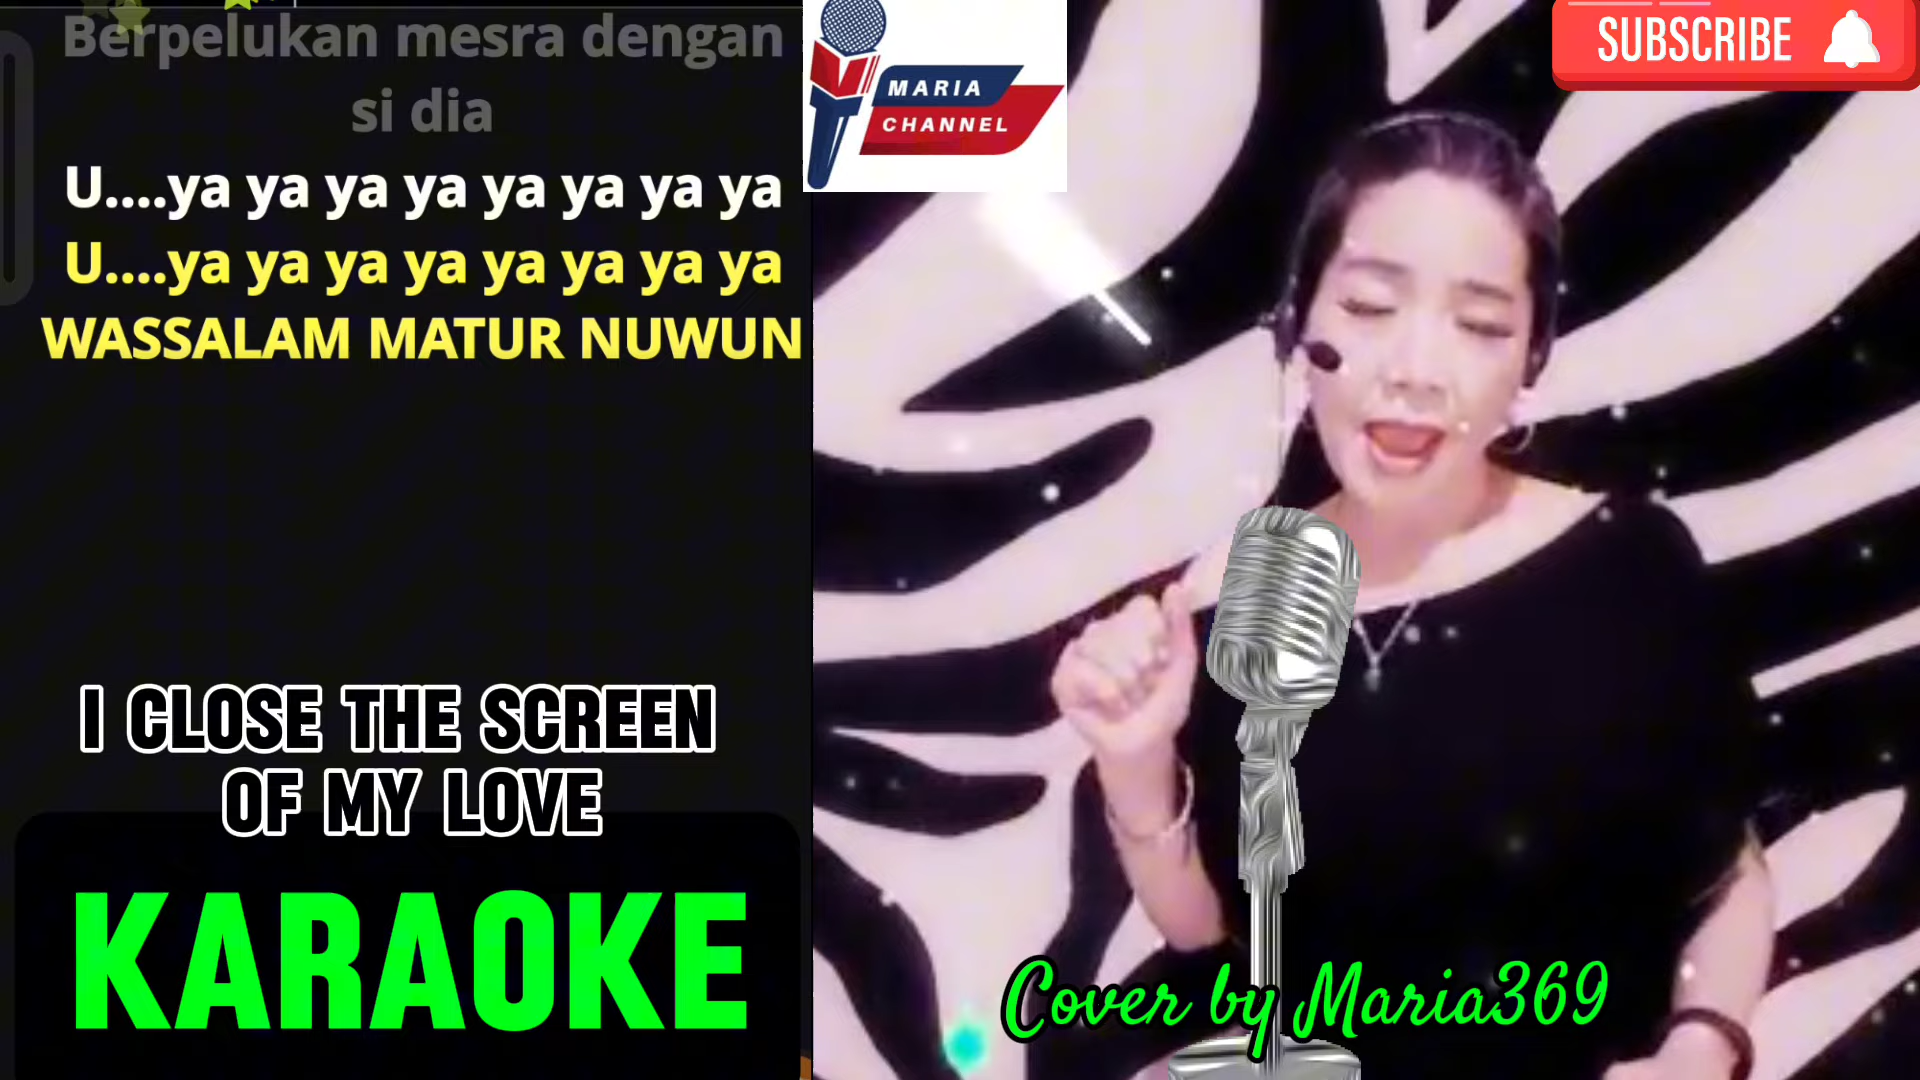 Berpelukan mesra dengan
si dia
U....ya ya ya ya ya ya ya ya
U....ya ya ya ya ya ya ya ya
WASSALAM MATUR NUWUN
I CLOSE THE SCREEN
OF MY LOVE
KARAOKE
MARIA
CHANNEL
SUBSCRIBE
Cover by Maria369